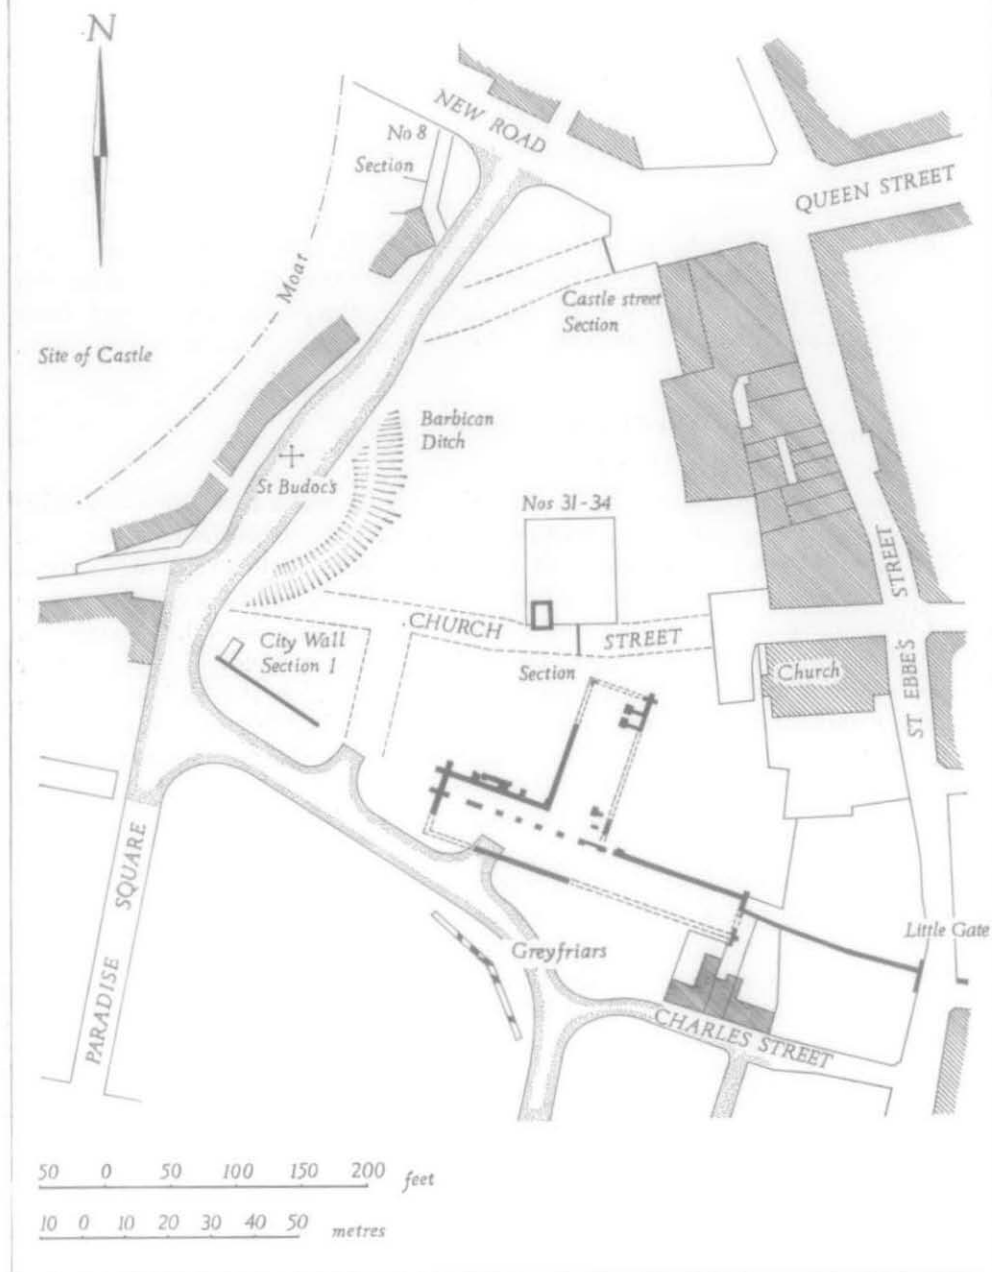 N
NEW ROAD
No 8
Section
QUEEN STREET
Moat
Castle street
Section
Site of Castle
Barbican
Ditch
St Budoc's
Nos 31-34
CHURCH STREET
City Wall
Section 1
Section
Church
ST EBBE'S STREET
PARADISE SQUARE
Greyfriars
Little Gate
CHARLES STREET
50 0 50 100 150 200 feet
10 0 10 20 30 40 50 metres